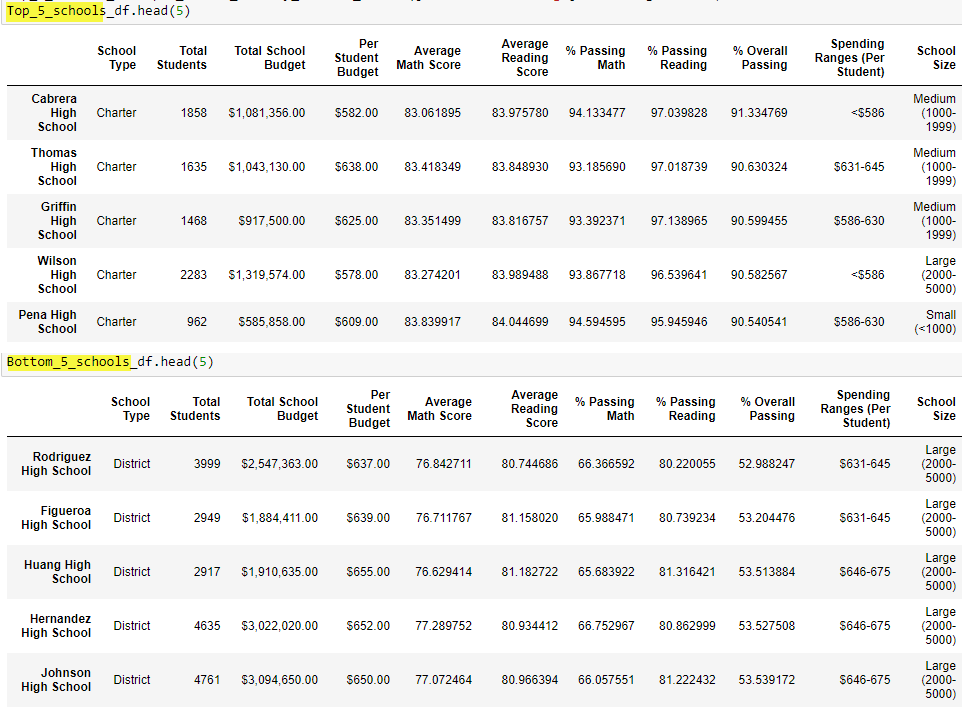 Top_5_schools_df.head(5)
School Type Total Students Total School Budget Per Student Budget Average Math Score Average Reading Score % Passing Math % Passing Reading % Overall Passing Spending Ranges (Per Student) School Size
Cabrera High School Charter 1858 $1,081,356.00 $582.00 83.061895 83.975780 94.133477 97.039828 91.334769 <$586 Medium (1000-1999)
Thomas High School Charter 1635 $1,043,130.00 $638.00 83.418349 83.848930 93.185690 97.018739 90.630324 $631-645 Medium (1000-1999)
Griffin High School Charter 1468 $917,500.00 $625.00 83.351499 83.816757 93.392371 97.138965 90.599455 $586-630 Medium (1000-1999)
Wilson High School Charter 2283 $1,319,574.00 $578.00 83.274201 83.989488 93.867718 96.539641 90.582567 <$586 Large (2000-5000)
Pena High School Charter 962 $585,858.00 $609.00 83.839917 84.044699 94.594595 95.945946 90.540541 $586-630 Small (<1000)
Bottom_5_schools_df.head(5)
School Type Total Students Total School Budget Per Student Budget Average Math Score Average Reading Score % Passing Math % Passing Reading % Overall Passing Spending Ranges (Per Student) School Size
Rodriguez High School District 3999 $2,547,363.00 $637.00 76.842711 80.744686 66.366592 80.220055 52.988247 $631-645 Large (2000-5000)
Figueroa High School District 2949 $1,884,411.00 $639.00 76.711767 81.158020 65.988471 80.739234 53.204476 $631-645 Large (2000-5000)
Huang High School District 2917 $1,910,635.00 $655.00 76.629414 81.182722 65.683922 81.316421 53.513884 $646-675 Large (2000-5000)
Hernandez High School District 4635 $3,022,020.00 $652.00 77.289752 80.934412 66.752967 80.862999 53.527508 $646-675 Large (2000-5000)
Johnson High School District 4761 $3,094,650.00 $650.00 77.072464 80.966394 66.057551 81.222432 53.539172 $646-675 Large (2000-5000)